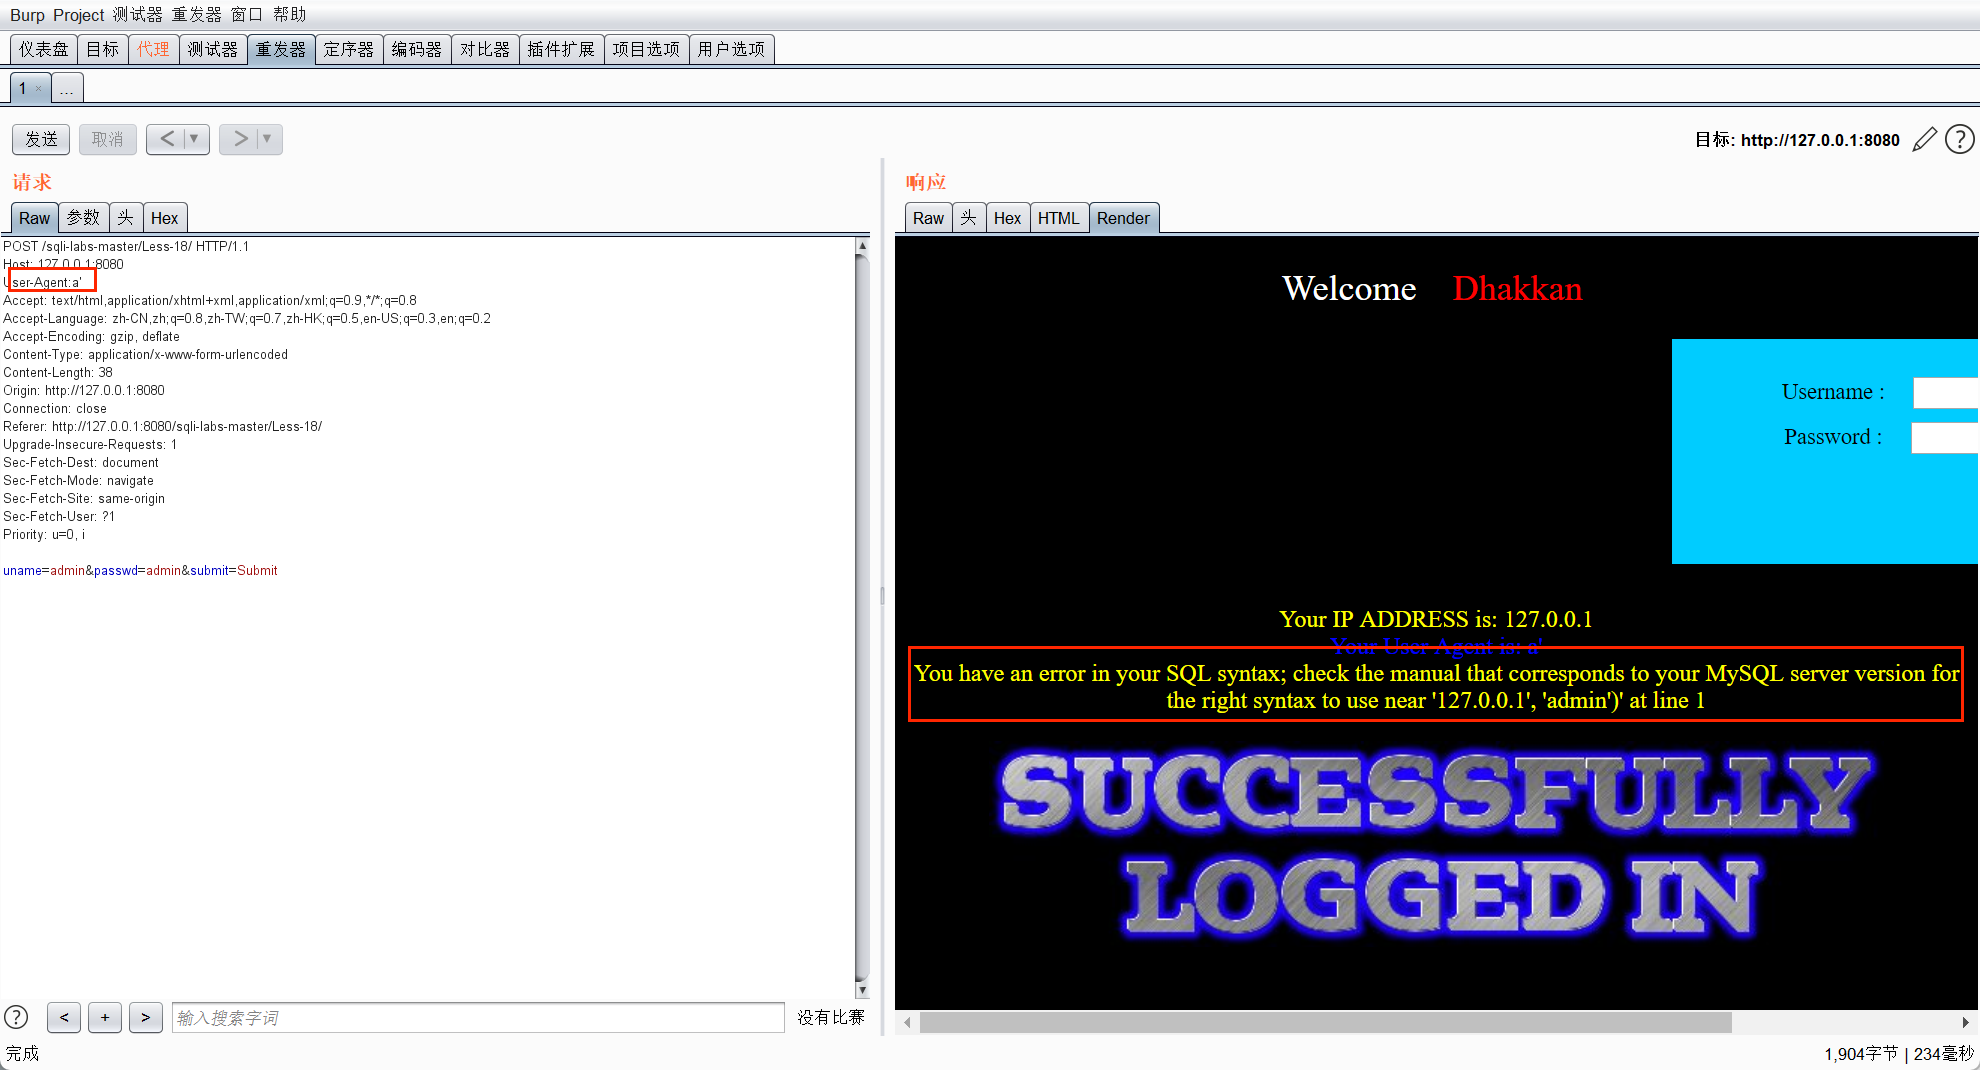 Burp Project 测试器 重发器 窗口 帮助
仪表盘 目标 代理 测试器 重发器 定序器 编码器 对比器 插件扩展 项目选项 用户选项
1 × ...
发送 取消 < ▼ > ▼ 目标: http://127.0.0.1:8080 ?
请求
Raw 参数 头 Hex
POST /sqli-labs-master/Less-18/ HTTP/1.1
Host: 127.0.0.1:8080
User-Agent:a'
Accept: text/html,application/xhtml+xml,application/xml;q=0.9,*/*;q=0.8
Accept-Language: zh-CN,zh;q=0.8,zh-TW;q=0.7,zh-HK;q=0.5,en-US;q=0.3,en;q=0.2
Accept-Encoding: gzip, deflate
Content-Type: application/x-www-form-urlencoded
Content-Length: 38
Origin: http://127.0.0.1:8080
Connection: close
Referer: http://127.0.0.1:8080/sqli-labs-master/Less-18/
Upgrade-Insecure-Requests: 1
Sec-Fetch-Dest: document
Sec-Fetch-Mode: navigate
Sec-Fetch-Site: same-origin
Sec-Fetch-User: ?1
Priority: u=0, i
uname=admin&passwd=admin&submit=Submit
? < + > 输入搜索字词 没有比赛
响应
Raw 头 Hex HTML Render
Welcome Dhakkan
Username :
Password :
Your IP ADDRESS is: 127.0.0.1
Your User Agent is: a'
You have an error in your SQL syntax; check the manual that corresponds to your MySQL server version for
the right syntax to use near '127.0.0.1', 'admin')' at line 1
SUCCESSFULLY
LOGGED IN
完成 1,904字节 | 234毫秒